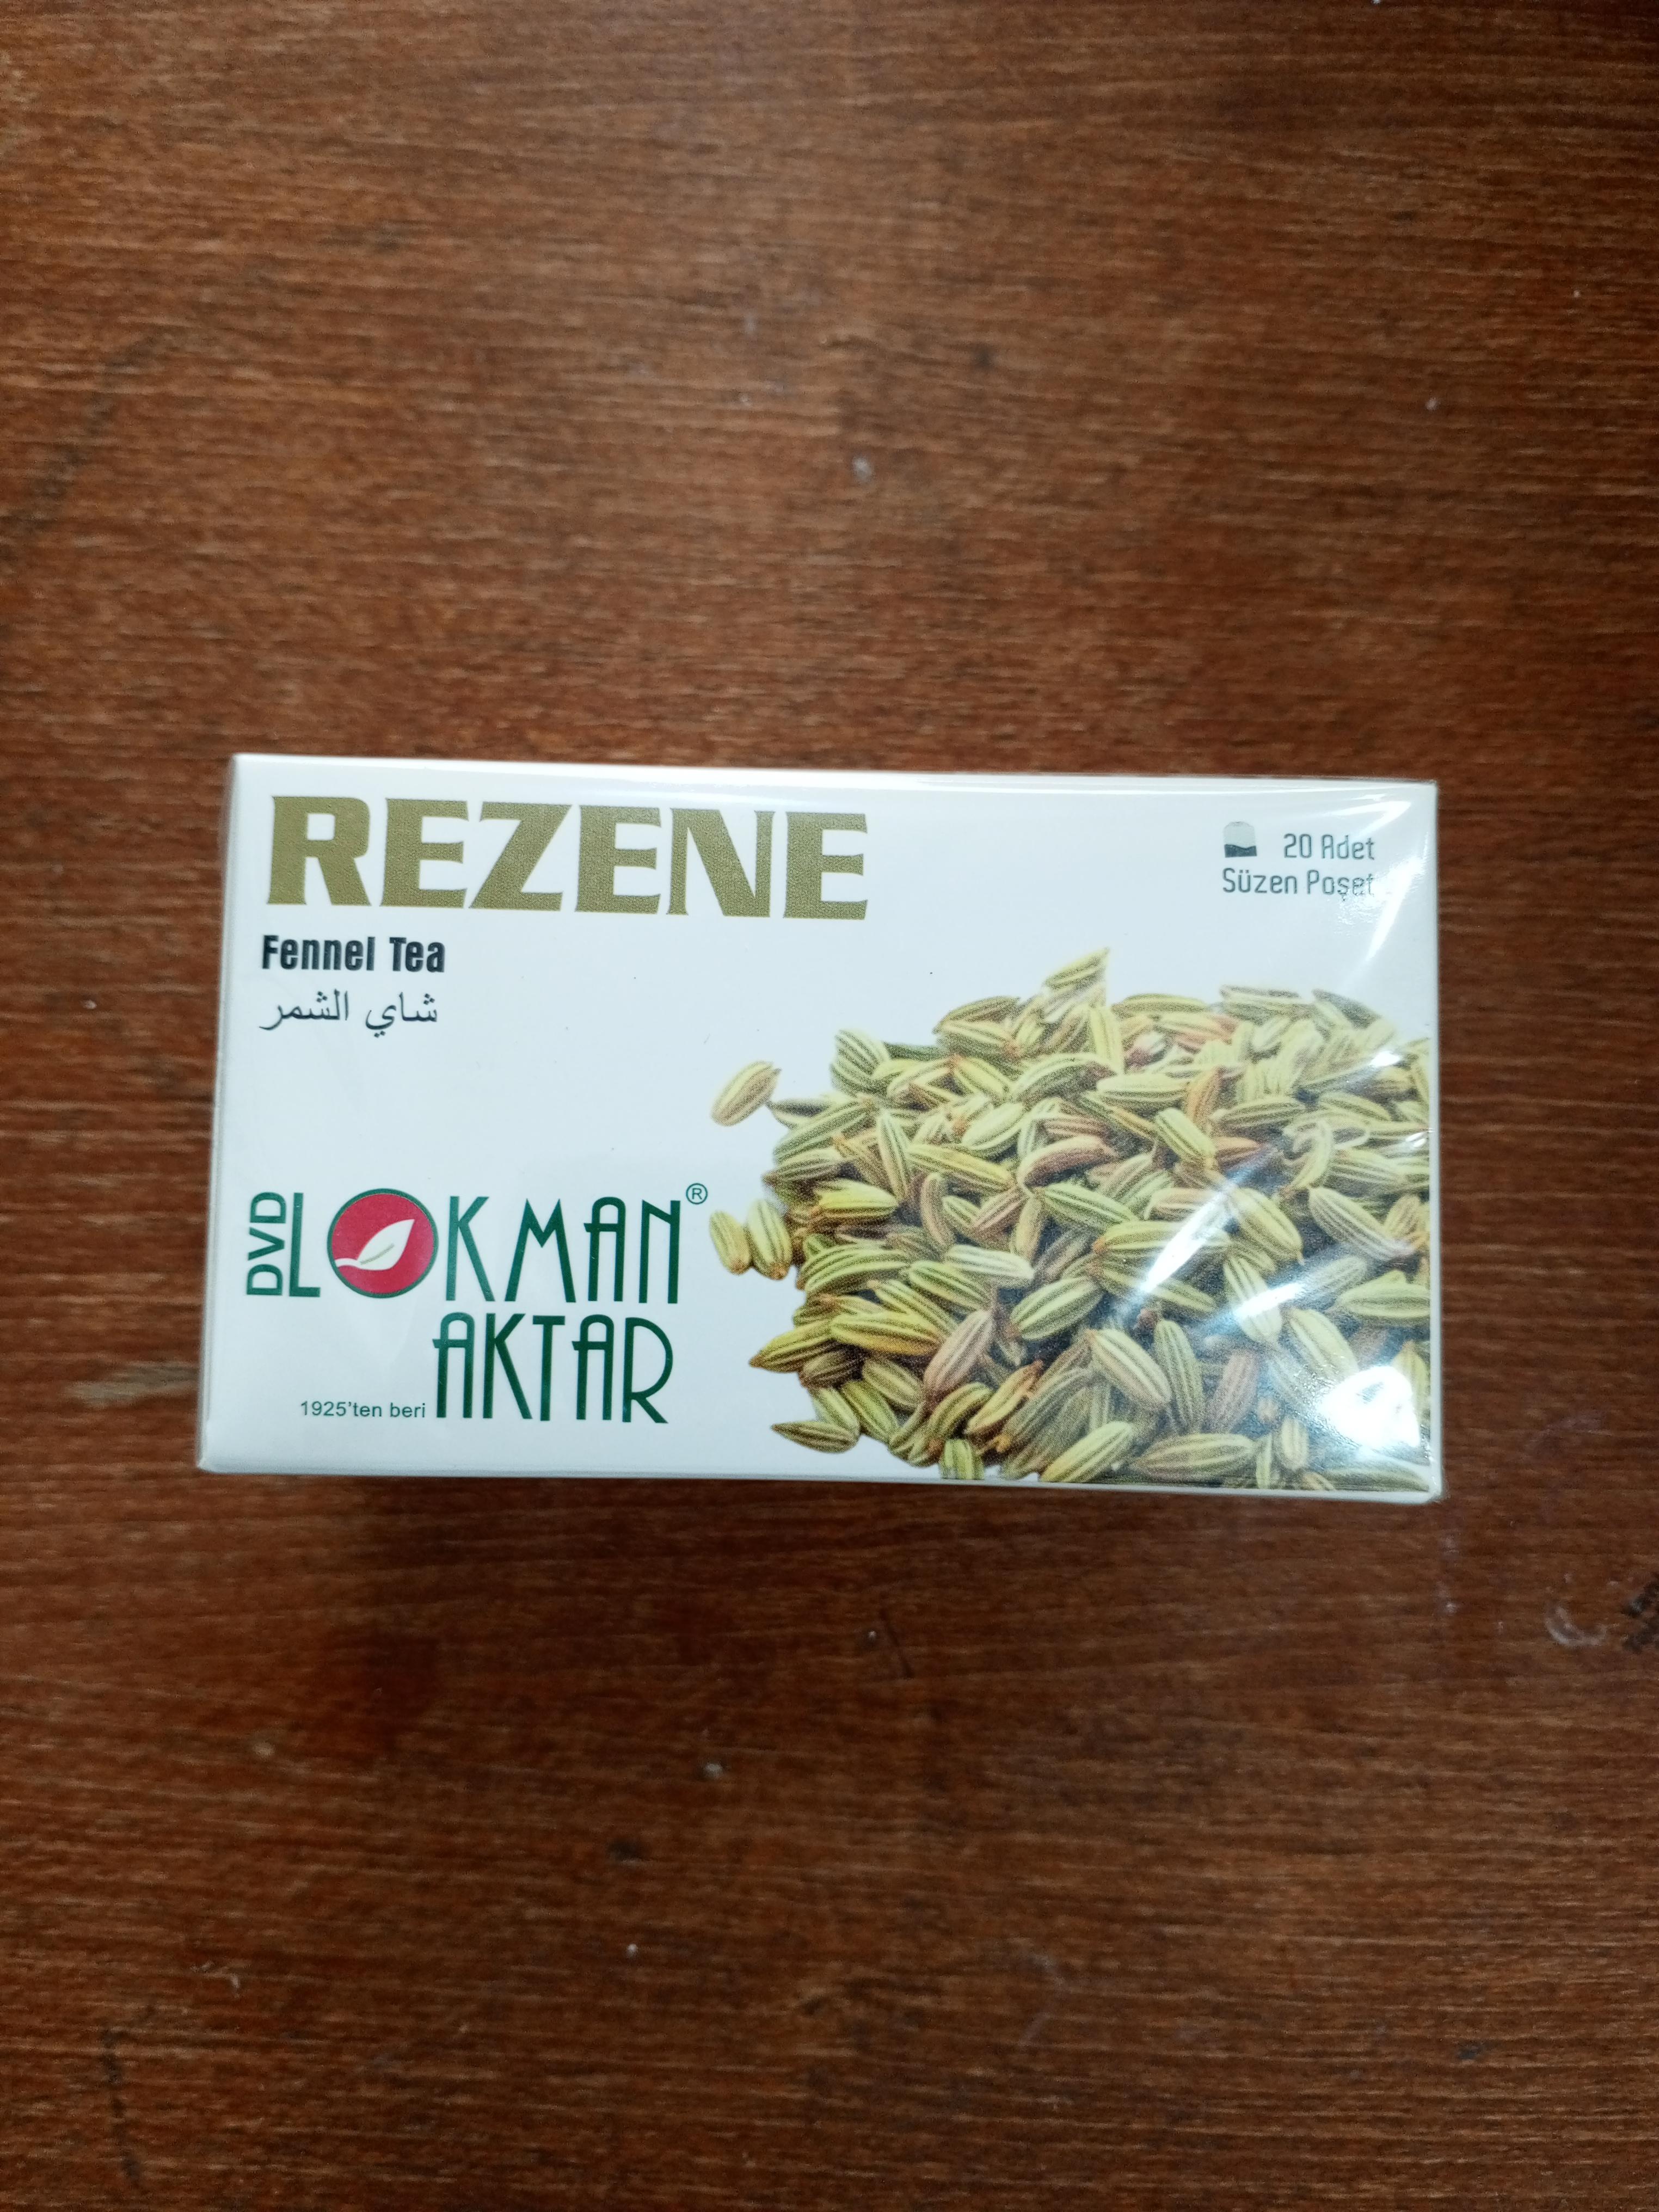 REZENE
20 Adet
Süzen Poşet
Fennel Tea
شاي الشمر
DVD
LOKMAN®
AKTAR
1925'ten beri